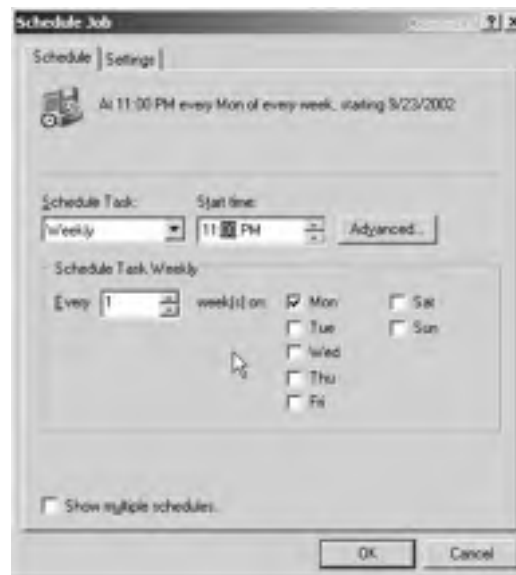 Schedule Job
Schedule Settings
At 11:00 PM every Mon of every week, starting 9/23/2002
Schedule Task: Start time:
Weekly 11:00 PM Advanced...
Schedule Task Weekly
Every 1 week(s) on: Mon Sat
Tue Sun
Wed
Thu
Fri
Show multiple schedules.
OK Cancel